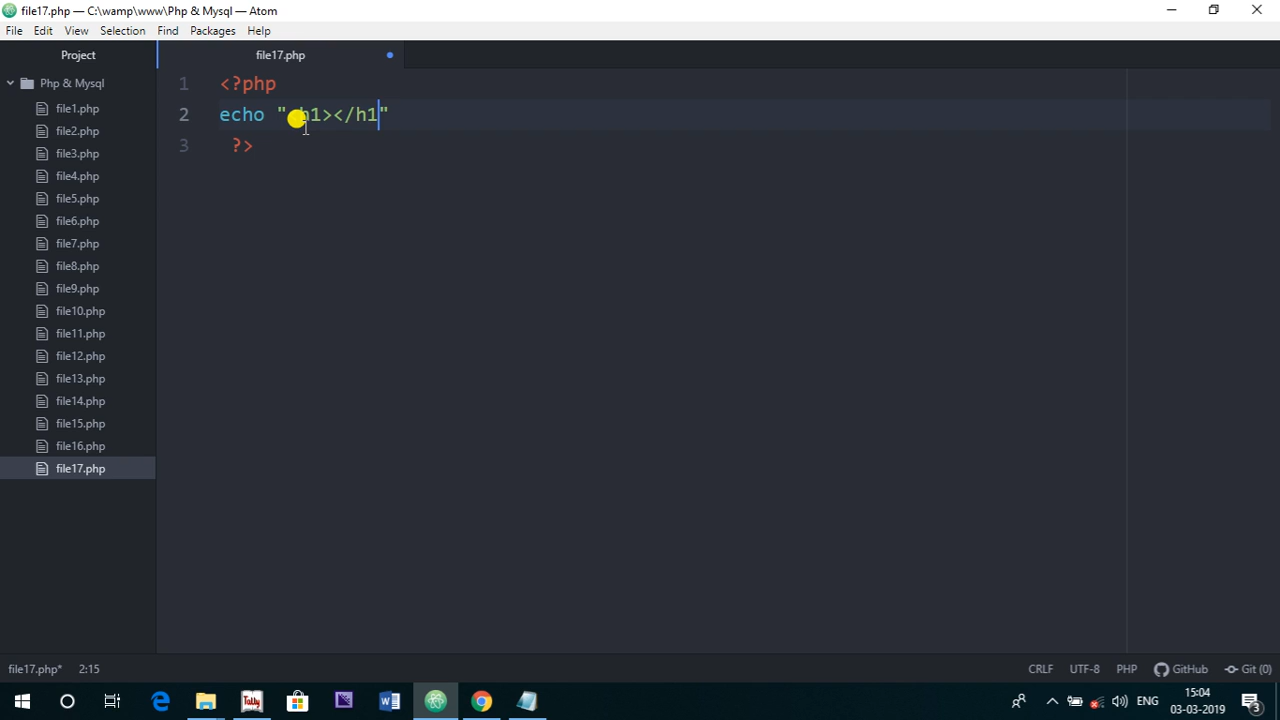 file17.php — C:\wamp\www\Php & Mysql — Atom
File Edit View Selection Find Packages Help
Project
file17.php
Php & Mysql
file1.php
file2.php
file3.php
file4.php
file5.php
file6.php
file7.php
file8.php
file9.php
file10.php
file11.php
file12.php
file13.php
file14.php
file15.php
file16.php
file17.php
1 <?php
2 echo " h1></h1"
3 ?>
file17.php* 2:15
CRLF UTF-8 PHP GitHub Git (0)
Tally
ENG
15:04
03-03-2019
3